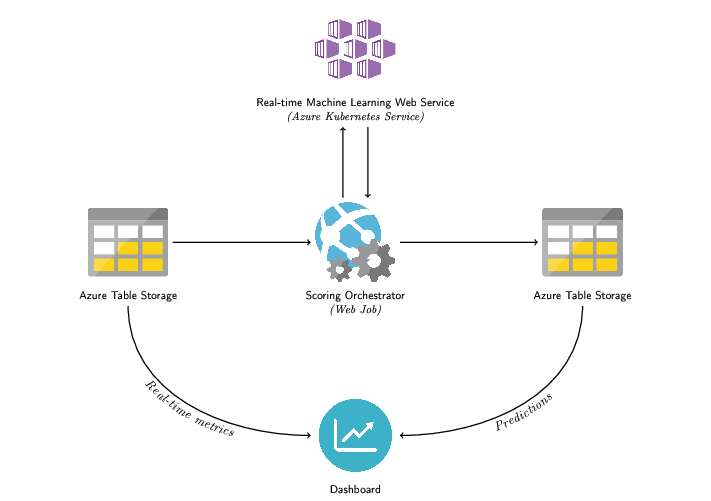 Real-time Machine Learning Web Service
(Azure Kubernetes Service)
Azure Table Storage
Scoring Orchestrator
(Web Job)
Azure Table Storage
Real-time metrics
Predictions
Dashboard